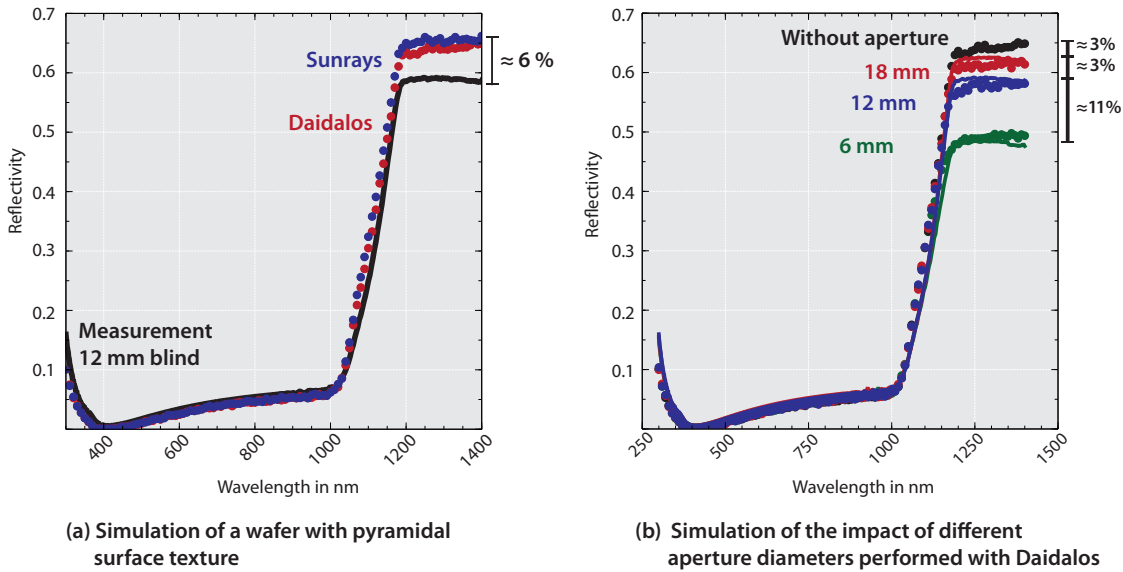 0.7
0.6
0.5
0.4
0.3
0.2
0.1
Reflectivity
Sunrays
Daidalos
≈ 6 %
Measurement
12 mm blind
400
600
800
1000
1200
1400
Wavelength in nm
(a) Simulation of a wafer with pyramidal
surface texture
0.7
0.6
0.5
0.4
0.3
0.2
0.1
Reflectivity
Without aperture
18 mm
12 mm
6 mm
≈ 3%
≈3%
≈11%
250
500
750
1000
1250
1500
Wavelength in nm
(b) Simulation of the impact of different
aperture diameters performed with Daidalos